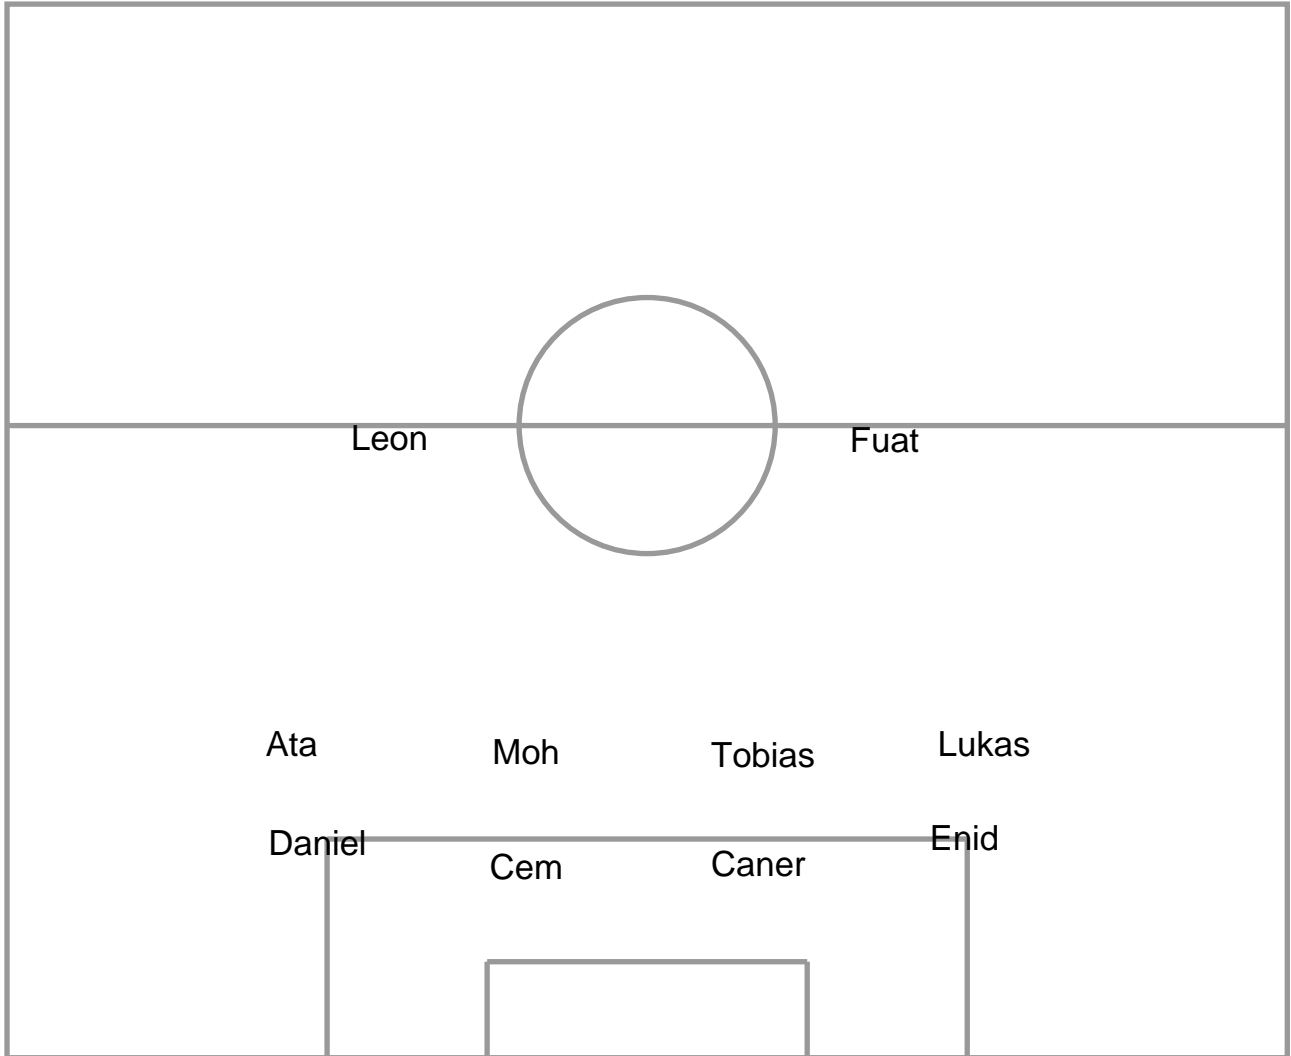 Leon
Fuat
Ata
Moh
Tobias
Lukas
Daniel
Cem
Caner
Enid